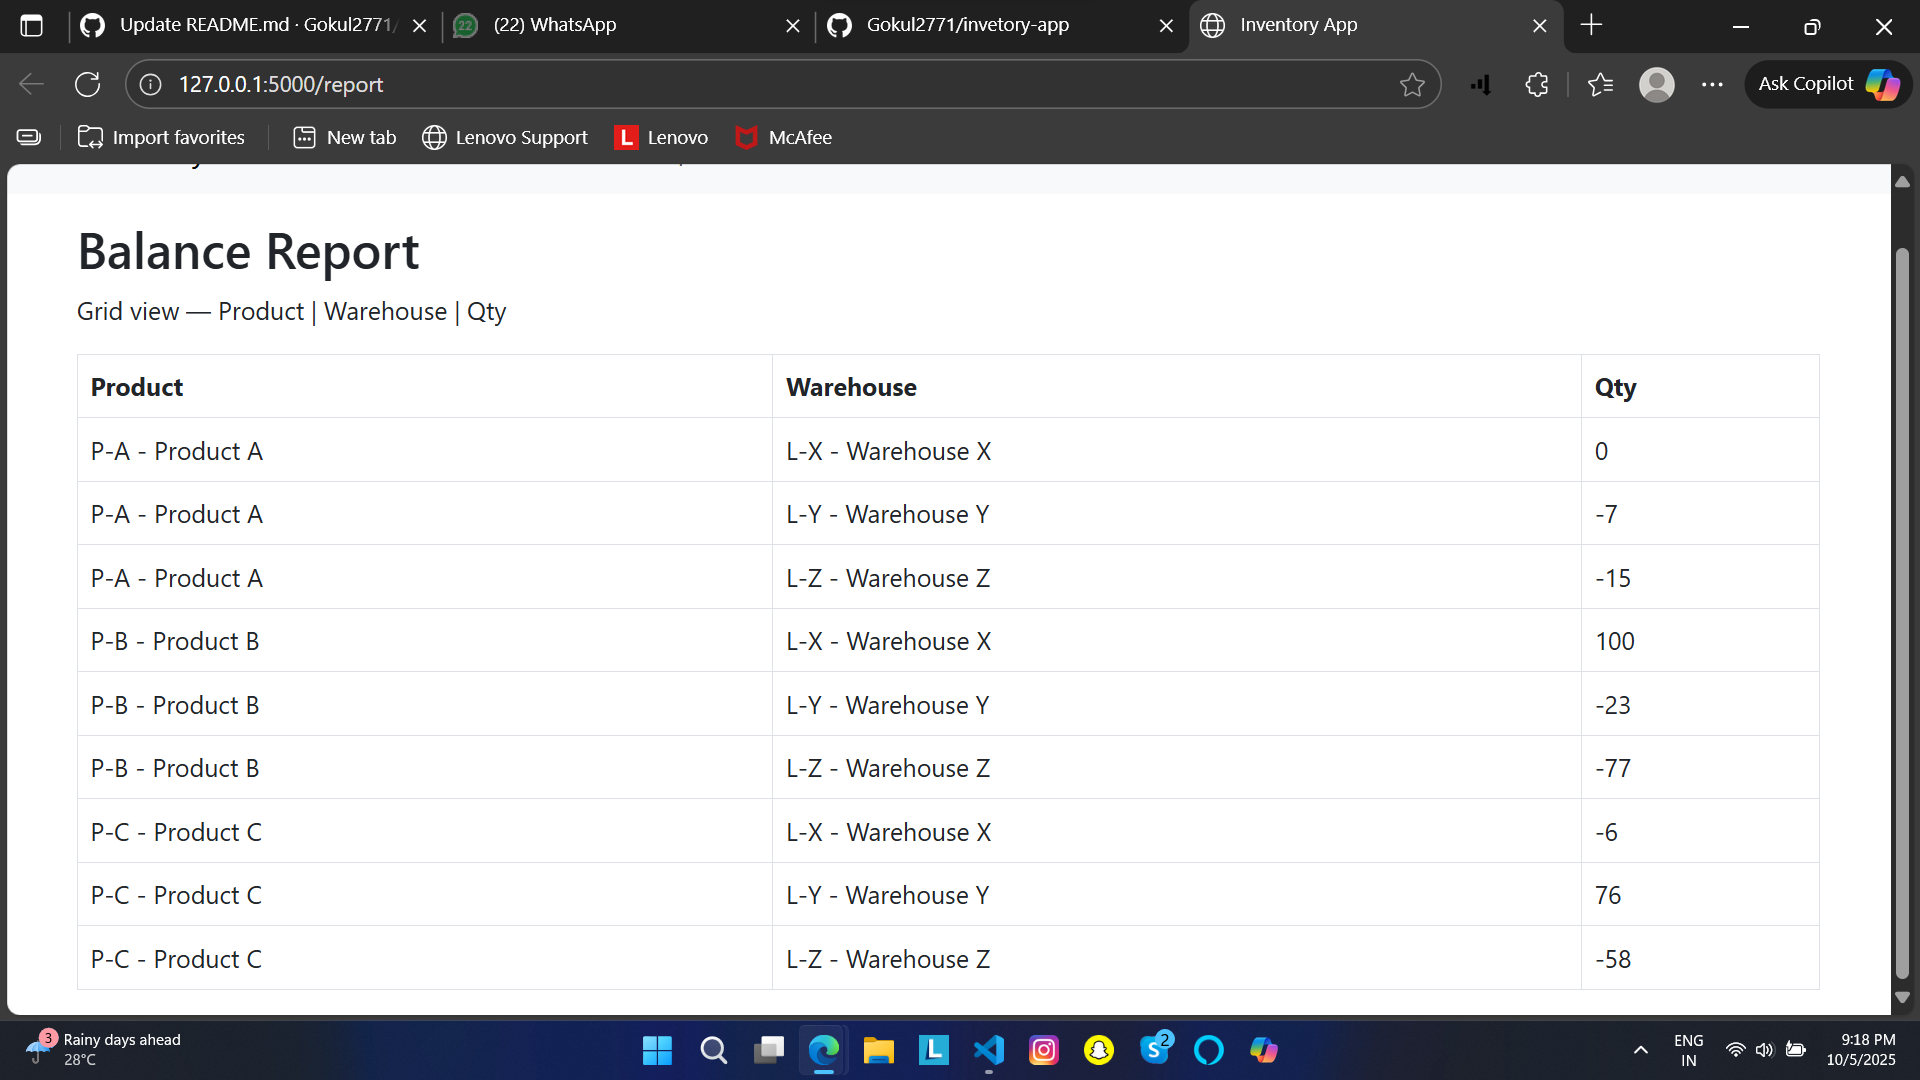 Update README.md · Gokul2771/
(22) WhatsApp
Gokul2771/invetory-app
Inventory App
127.0.0.1:5000/report
Ask Copilot
Import favorites
New tab
Lenovo Support
L Lenovo
McAfee
Balance Report
Grid view — Product | Warehouse | Qty
Product Warehouse Qty
P-A - Product A L-X - Warehouse X 0
P-A - Product A L-Y - Warehouse Y -7
P-A - Product A L-Z - Warehouse Z -15
P-B - Product B L-X - Warehouse X 100
P-B - Product B L-Y - Warehouse Y -23
P-B - Product B L-Z - Warehouse Z -77
P-C - Product C L-X - Warehouse X -6
P-C - Product C L-Y - Warehouse Y 76
P-C - Product C L-Z - Warehouse Z -58
3
Rainy days ahead
28°C
L
2
ENG
IN
9:18 PM
10/5/2025